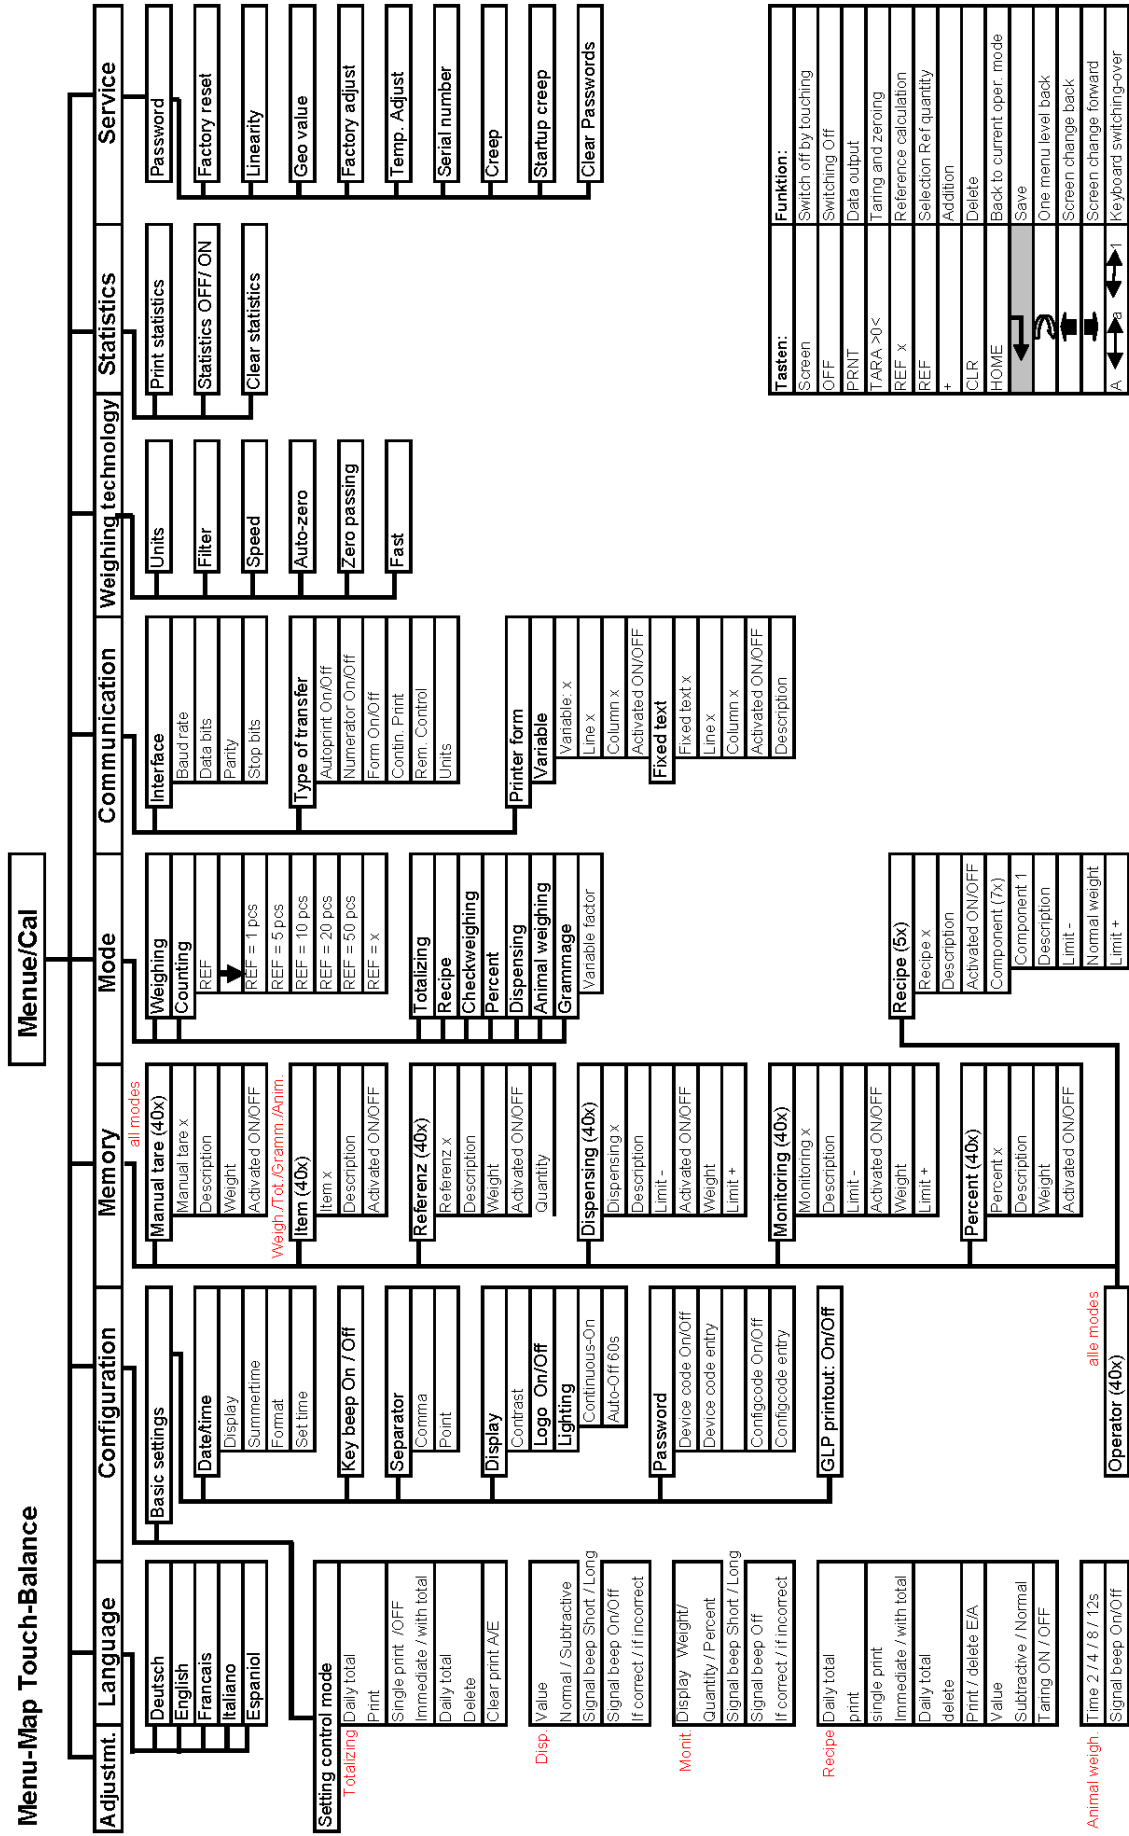 Menu-Map Touch-Balance
Menue/Cal
Adjustmt.
Language
Configuration
Memory
Mode
Communication
Weighing technology
Statistics
Service
Deutsch
English
Francais
Italiano
Espaniol
Setting control mode
Totalizing
Daily total
Print
Single print /OFF
Immediate / with total
Daily total
Delete
Clear print A/E
Disp.
Value
Normal / Subtractive
Signal beep Short / Long
Signal beep On/Off
If correct / if incorrect
Monit.
Display Weight/
Quantity / Percent
Signal beep Short / Long
Signal beep Off
If correct / if incorrect
Recipe
Daily total
print
single print
Immediate / with total
Daily total
delete
Print / delete E/A
Value
Subtractive / Normal
Taring ON / OFF
Animal weigh.
Time 2 / 4 / 8 / 12s
Signal beep On/Off
Basic settings
Date/time
Display
Summertime
Format
Set time
Key beep On / Off
Separator
Comma
Point
Display
Contrast
Logo On/Off
Lighting
Continuous-On
Auto-Off 60s
Password
Device code On/Off
Device code entry
Configcode On/Off
Configcode entry
GLP printout: On/Off
alle modes
Operator (40x)
all modes
Manual tare (40x)
Manual tare x
Description
Weight
Activated ON/OFF
Weigh./Tot./Gramm./Anim.
Item (40x)
Item x
Description
Activated ON/OFF
Referenz (40x)
Referenz x
Description
Weight
Activated ON/OFF
Quantity
Dispensing (40x)
Dispensing x
Description
Limit -
Activated ON/OFF
Weight
Limit +
Monitoring (40x)
Monitoring x
Description
Limit -
Activated ON/OFF
Weight
Limit +
Percent (40x)
Percent x
Description
Weight
Activated ON/OFF
Weighing
Counting
REF
REF = 1 pcs
REF = 5 pcs
REF = 10 pcs
REF = 20 pcs
REF = 50 pcs
REF = x
Totalizing
Recipe
Checkweighing
Percent
Dispensing
Animal weighing
Grammage
Variable factor
Recipe (5x)
Recipe x
Description
Activated ON/OFF
Component (7x)
Component 1
Description
Limit -
Normal weight
Limit +
Interface
Baud rate
Data bits
Parity
Stop bits
Type of transfer
Autoprint On/Off
Numerator On/Off
Form On/Off
Contin. Print
Rem. Control
Units
Printer form
Variable
Variable: x
Line x
Column x
Activated ON/OFF
Fixed text
Fixed text x
Line x
Column x
Activated ON/OFF
Description
Units
Filter
Speed
Auto-zero
Zero passing
Fast
Print statistics
Statistics OFF/ ON
Clear statistics
Password
Factory reset
Linearity
Geo value
Factory adjust
Temp. Adjust
Serial number
Creep
Startup creep
Clear Passwords
Tasten: Funktion:
Screen Switch off by touching
OFF Switching Off
PRNT Data output
TARA >0< Taring and zeroing
REF x Reference calculation
REF Selection Ref quantity
+ Addition
CLR Delete
HOME Back to current oper. mode
Save
One menu level back
Screen change back
Screen change forward
A a 1 Keyboard switching-over